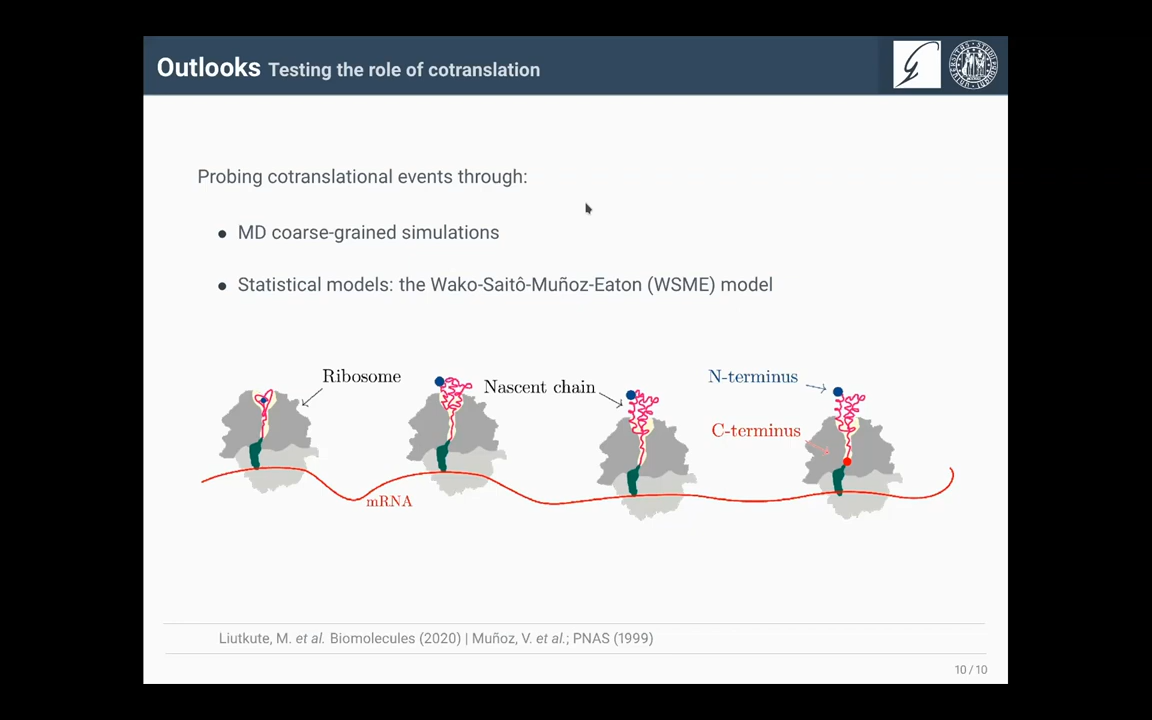 Outlooks Testing the role of cotranslation
Probing cotranslational events through:
● MD coarse-grained simulations
● Statistical models: the Wako-Saitô-Muñoz-Eaton (WSME) model
Ribosome
Nascent chain
N-terminus
C-terminus
mRNA
Liutkute, M. et al. Biomolecules (2020) | Muñoz, V. et al.; PNAS (1999)
10 / 10